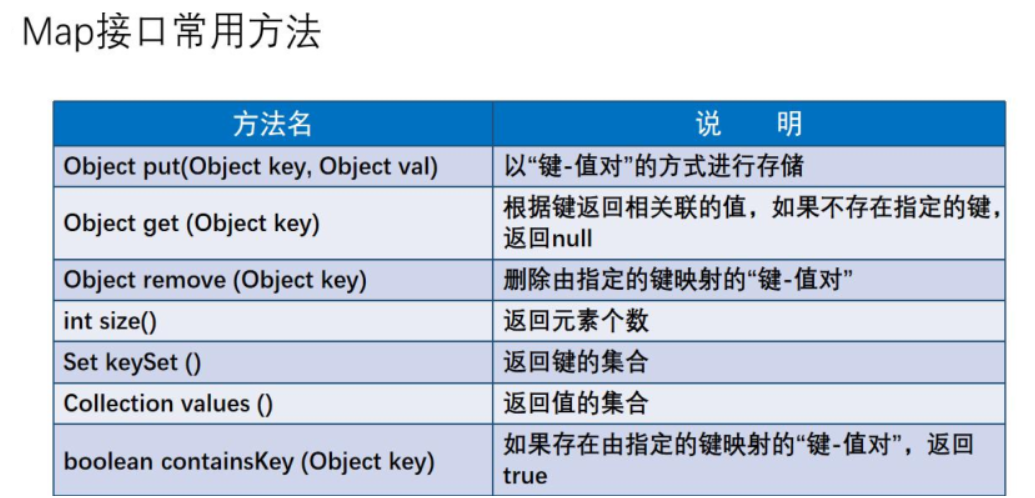 Map接口常用方法
方法名
说 明
Object put(Object key, Object val)
以“键-值对”的方式进行存储
Object get (Object key)
根据键返回相关联的值，如果不存在指定的键，
返回null
Object remove (Object key)
删除由指定的键映射的“键-值对”
int size()
返回元素个数
Set keySet ()
返回键的集合
Collection values ()
返回值的集合
boolean containsKey (Object key)
如果存在由指定的键映射的“键-值对”，返回
true